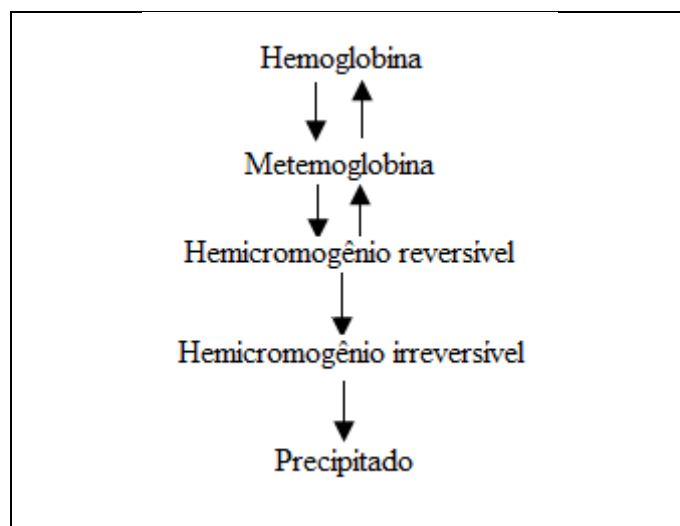 Hemoglobina
Metemoglobina
Hemicromogênio reversível
Hemicromogênio irreversível
Precipitado